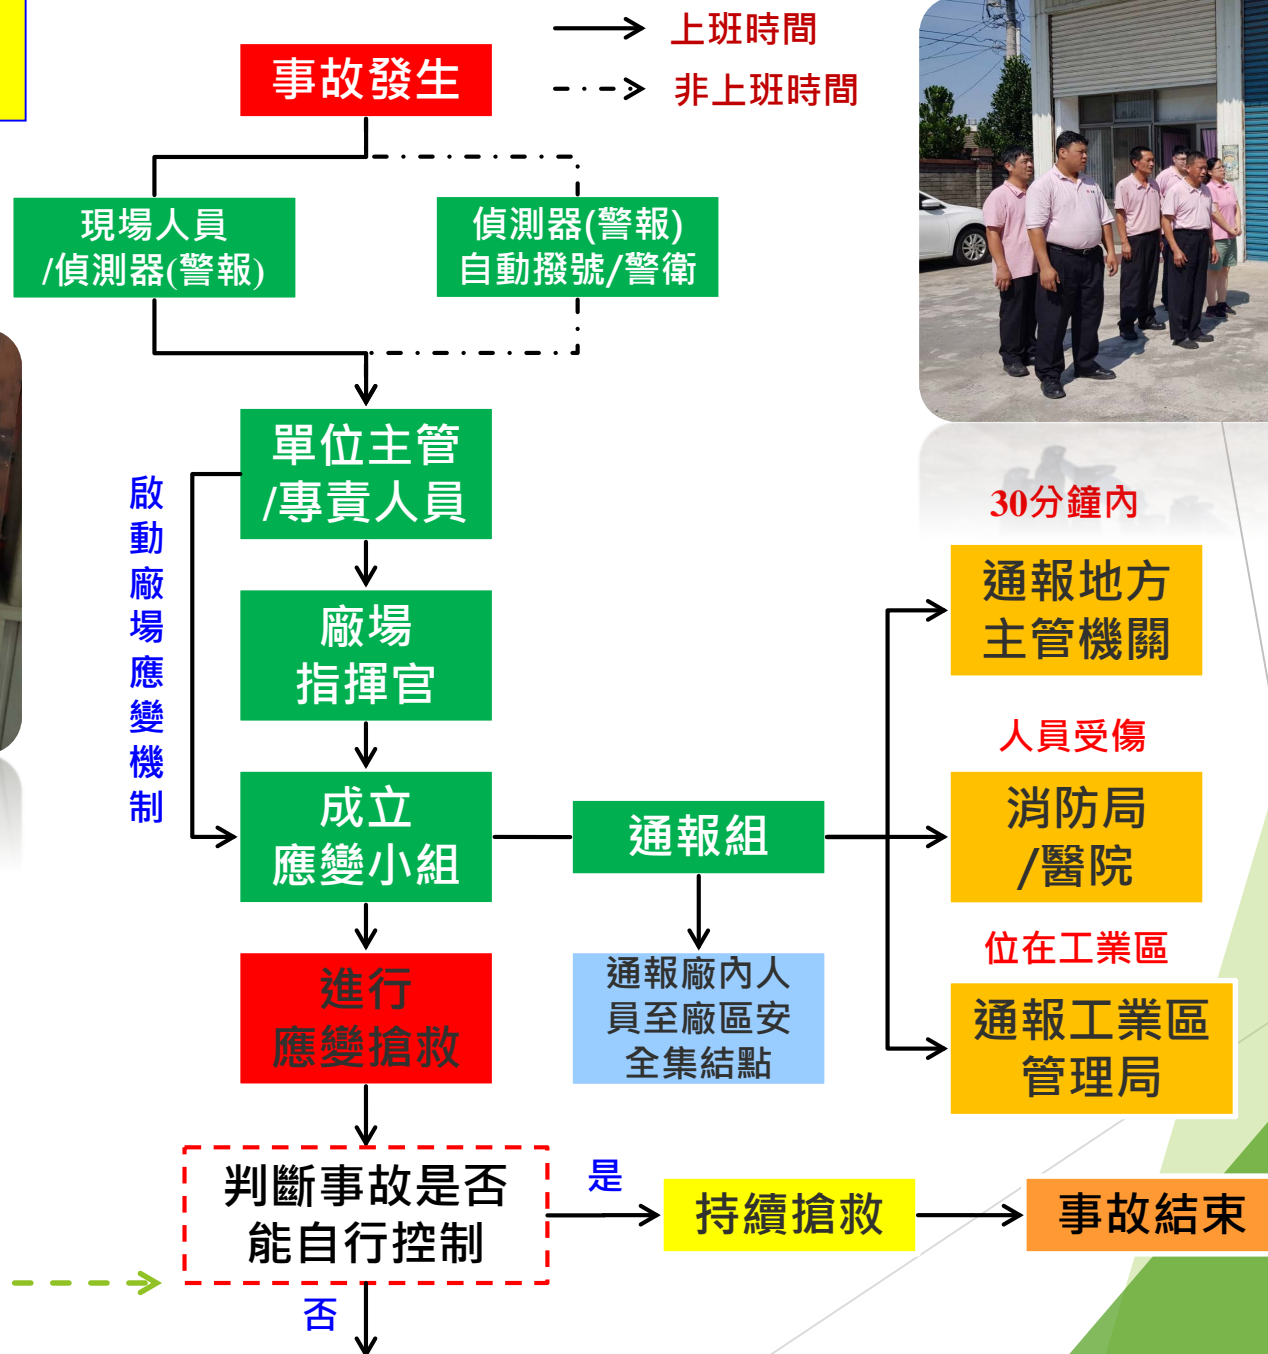 上班時間
非上班時間
事故發生
現場人員
/偵測器(警報)
偵測器(警報)
自動撥號/警衛
單位主管
/專責人員
啟動廠場應變機制
廠場
指揮官
成立
應變小組
通報組
30分鐘內
通報地方
主管機關
人員受傷
消防局
/醫院
位在工業區
通報工業區
管理局
通報廠內人
員至廠區安
全集結點
進行
應變搶救
判斷事故是否
能自行控制
是
持續搶救
事故結束
否